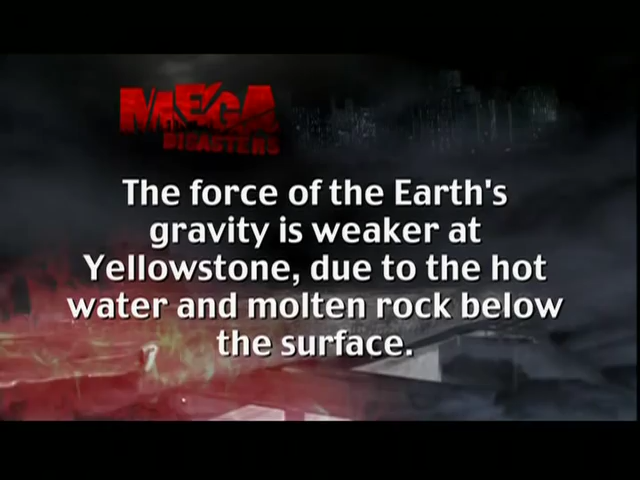 MEGA
DISASTERS
The force of the Earth's
gravity is weaker at
Yellowstone, due to the hot
water and molten rock below
the surface.